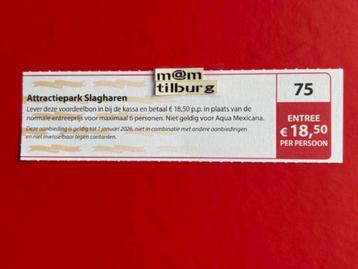 m@m
tilburg
Attractiepark Slagharen
Lever deze voordeelbon in bij de kassa en betaal € 18,50 p.p. in plaats van de
normale entreeprijs voor maximaal 6 personen. Niet geldig voor Aqua Mexicana.
Deze aanbieding is geldig tot 1 januari 2026, niet in combinatie met andere aanbiedingen
en niet inwisselbaar tegen contanten.
75
ENTREE
€ 18,50
PER PERSOON